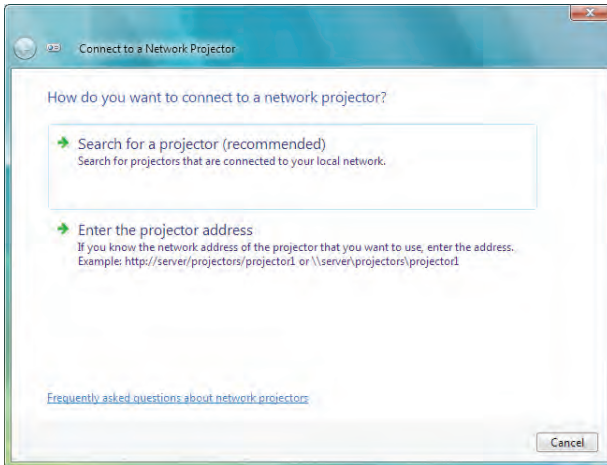 Connect to a Network Projector
How do you want to connect to a network projector?
Search for a projector (recommended)
Search for projectors that are connected to your local network.
Enter the projector address
If you know the network address of the projector that you want to use, enter the address.
Example: http://server/projectors/projector1 or \\server\projectors\projector1
Frequently asked questions about network projectors
Cancel